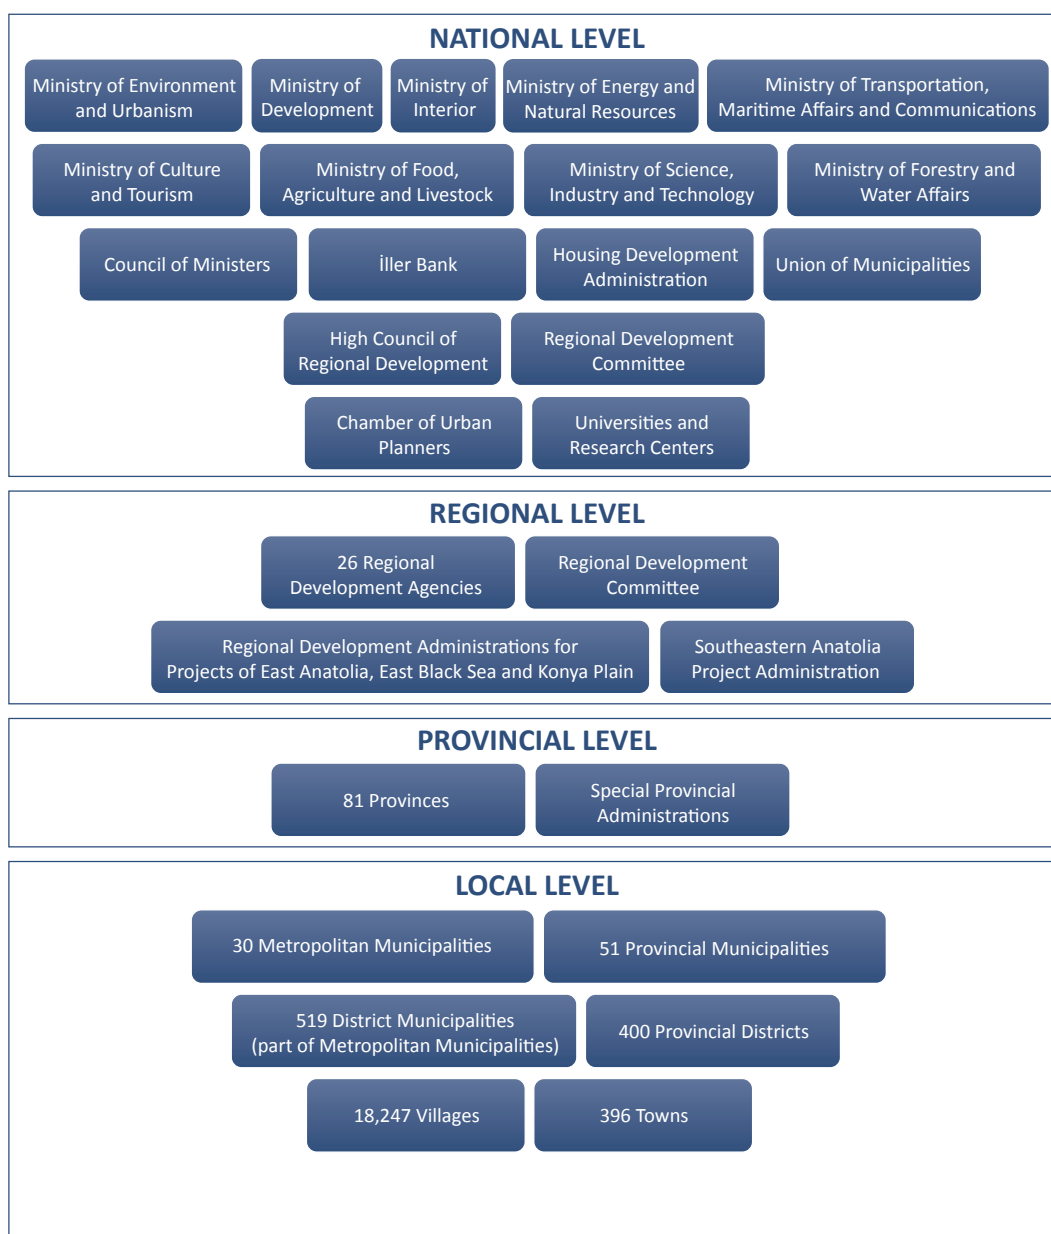 NATIONAL LEVEL
Ministry of Environment
and Urbanism
Ministry of
Development
Ministry of
Interior
Ministry of Energy and
Natural Resources
Ministry of Transportation,
Maritime Affairs and Communications
Ministry of Culture
and Tourism
Ministry of Food,
Agriculture and Livestock
Ministry of Science,
Industry and Technology
Ministry of Forestry and
Water Affairs
Council of Ministers
İller Bank
Housing Development
Administration
Union of Municipalities
High Council of
Regional Development
Regional Development
Committee
Chamber of Urban
Planners
Universities and
Research Centers
REGIONAL LEVEL
26 Regional
Development Agencies
Regional Development
Committee
Regional Development Administrations for
Projects of East Anatolia, East Black Sea and Konya Plain
Southeastern Anatolia
Project Administration
PROVINCIAL LEVEL
81 Provinces
Special Provincial
Administrations
LOCAL LEVEL
30 Metropolitan Municipalities
51 Provincial Municipalities
519 District Municipalities
(part of Metropolitan Municipalities)
400 Provincial Districts
18,247 Villages
396 Towns